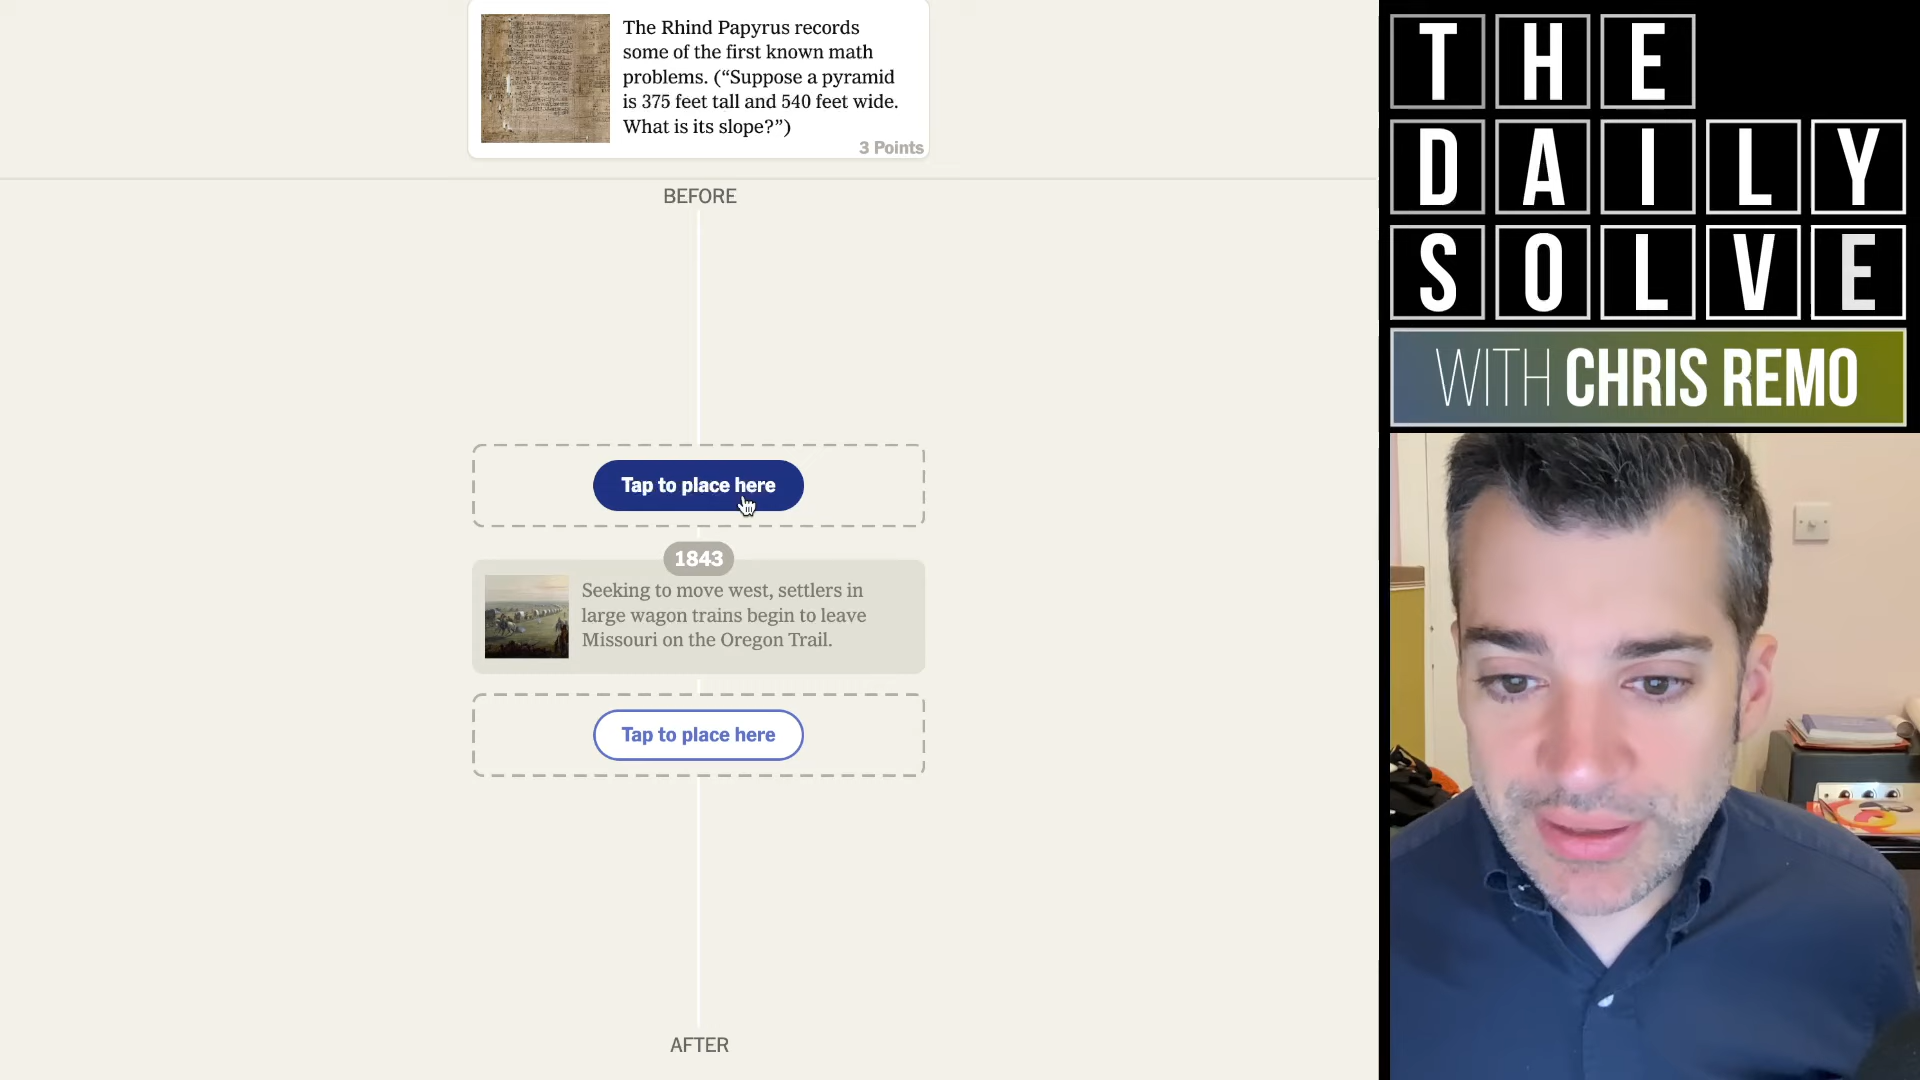 The Rhind Papyrus records
some of the first known math
problems. (“Suppose a pyramid
is 375 feet tall and 540 feet wide.
What is its slope?”)
3 Points
BEFORE
Tap to place here
1843
Seeking to move west, settlers in
large wagon trains begin to leave
Missouri on the Oregon Trail.
Tap to place here
AFTER
THE
DAILY
SOLVE
WITH CHRIS REMO